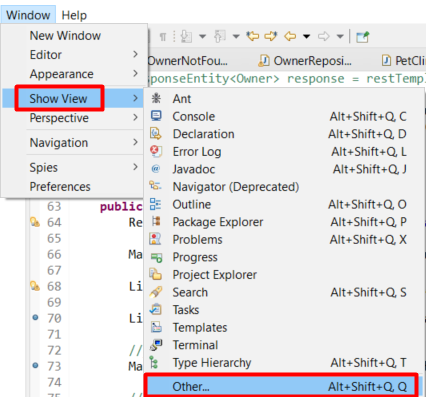 Window Help
New Window
Editor
Appearance
Show View
Perspective
Navigation
Spies
Preferences
OwnerNotFou...
OwnerReposi...
PetCli
ponseEntity<Owner> response = restTempl
Ant
Console Alt+Shift+Q, C
Declaration Alt+Shift+Q, D
Error Log Alt+Shift+Q, L
Javadoc Alt+Shift+Q, J
Navigator (Deprecated)
Outline Alt+Shift+Q, O
Package Explorer Alt+Shift+Q, P
Problems Alt+Shift+Q, X
Progress
Project Explorer
Search Alt+Shift+Q, S
Tasks
Templates
Terminal
Type Hierarchy Alt+Shift+Q, T
Other... Alt+Shift+Q, Q
63 public
64 Re
65
66 Ma
67
68 Li
69
70 Li
71
72 //
73 Ma
74
75 //